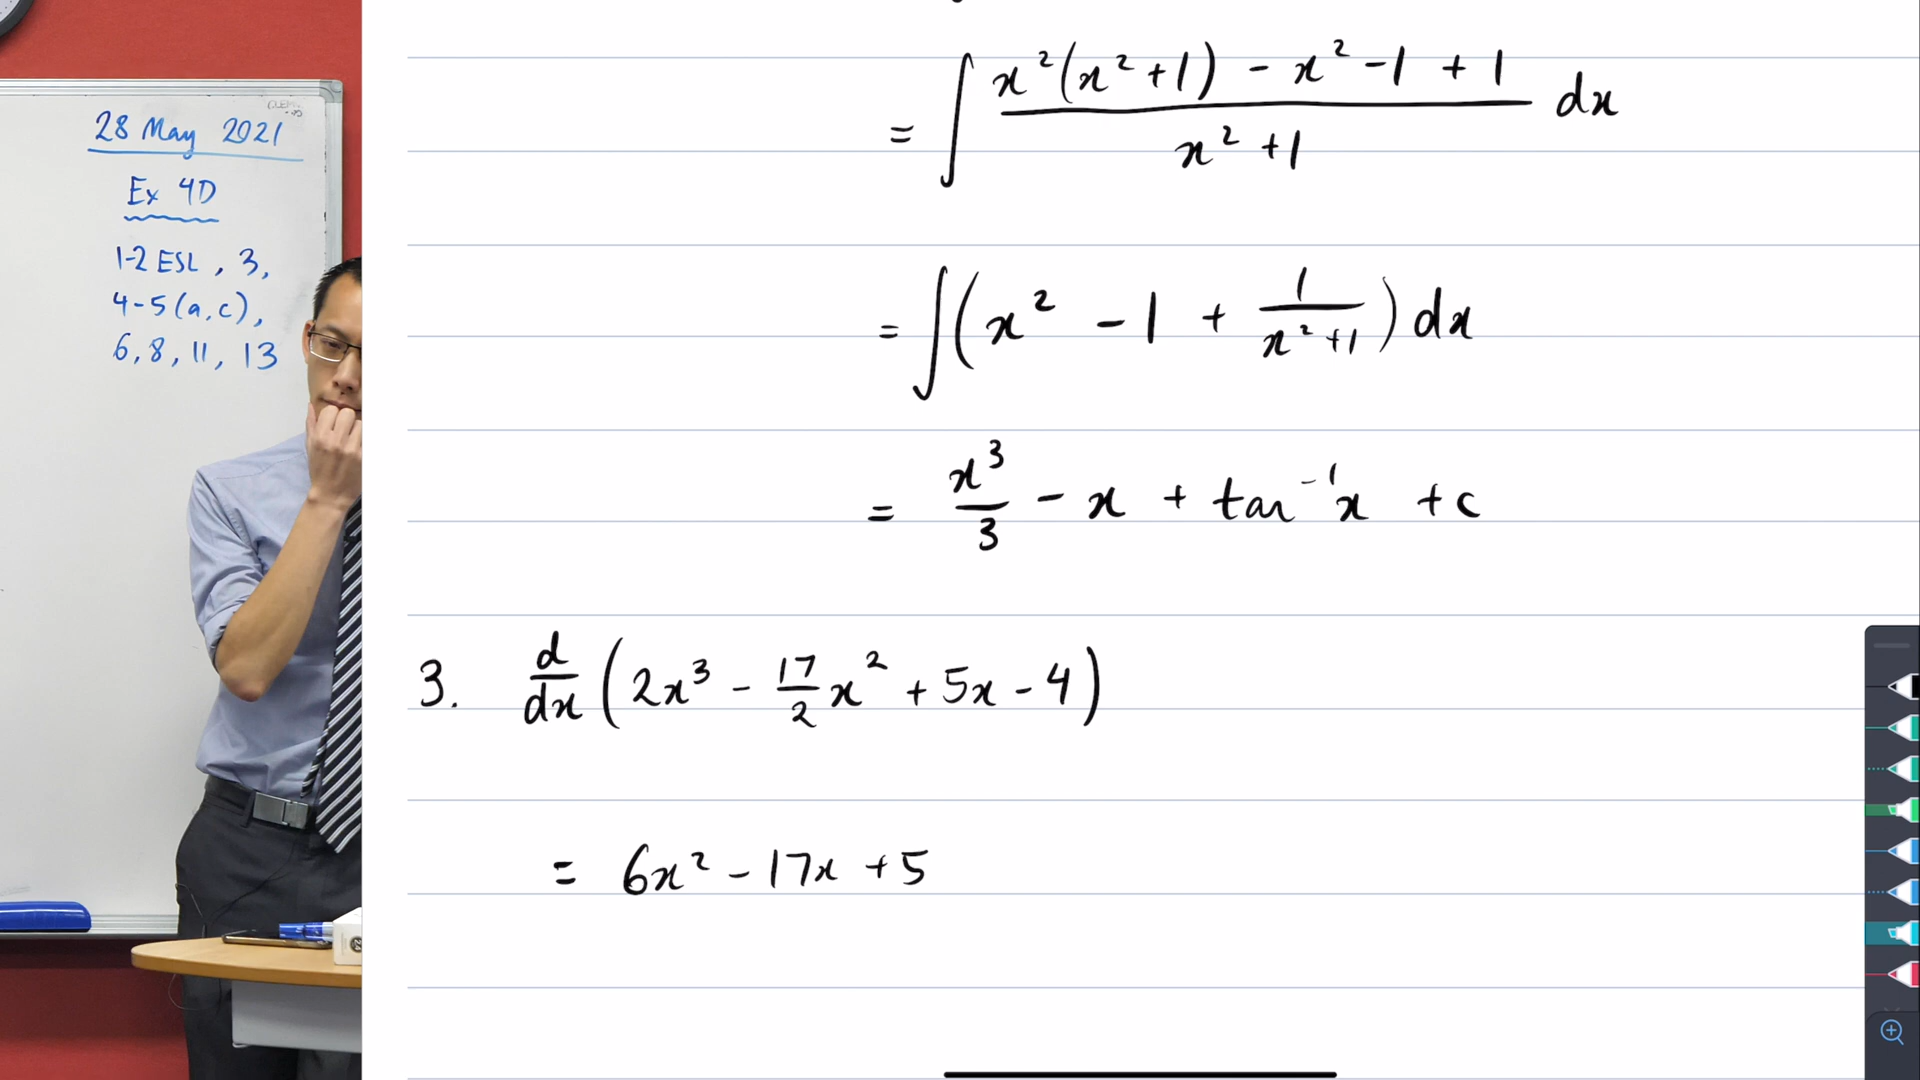 28 May 2021
Ex 4D
1-2 ESL, 3,
4-5(a,c),
6, 8, 11, 13
= ∫ (x²(x²+1) - x² - 1 + 1)/(x²+1) dx
= ∫(x² - 1 + 1/(x²+1)) dx
= x³/3 - x + tan⁻¹x + c
3. d/dx (2x³ - 17/2 x² + 5x - 4)
= 6x² - 17x + 5